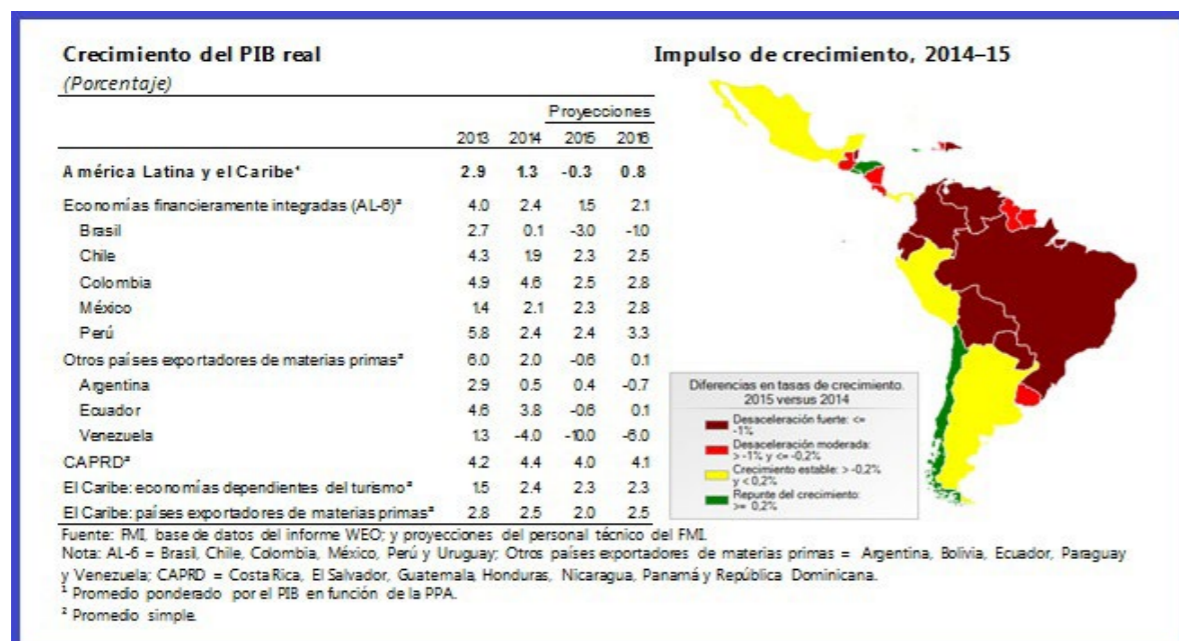 Crecimiento del PIB real
(Porcentaje)
Proyecciones
2013 2014 2015 2016
América Latina y el Caribe¹ 2.9 1.3 -0.3 0.8
Economías financieramente integradas (AL-6)² 4.0 2.4 1.5 2.1
Brasil 2.7 0.1 -3.0 -1.0
Chile 4.3 1.9 2.3 2.5
Colombia 4.9 4.6 2.5 2.8
México 1.4 2.1 2.3 2.8
Perú 5.8 2.4 2.4 3.3
Otros países exportadores de materias primas² 6.0 2.0 -0.6 0.1
Argentina 2.9 0.5 0.4 -0.7
Ecuador 4.6 3.8 -0.6 0.1
Venezuela 1.3 -4.0 -10.0 -6.0
CAPRD² 4.2 4.4 4.0 4.1
El Caribe: economías dependientes del turismo² 1.5 2.4 2.3 2.3
El Caribe: países exportadores de materias primas² 2.8 2.5 2.0 2.5
Impulso de crecimiento, 2014–15
Diferencias en tasas de crecimiento.
2015 versus 2014
Desaceleración fuerte: <=
-1%
Desaceleración moderada:
> -1% y <= -0,2%
Crecimiento estable: > -0,2%
y < 0,2%
Repunte del crecimiento:
>= 0,2%
Fuente: FMI, base de datos del informe WEO; y proyecciones del personal técnico del FMI.
Nota: AL-6 = Brasil, Chile, Colombia, México, Perú y Uruguay; Otros países exportadores de materias primas = Argentina, Bolivia, Ecuador, Paraguay
y Venezuela; CAPRD = Costa Rica, El Salvador, Guatemala, Honduras, Nicaragua, Panamá y República Dominicana.
¹ Promedio ponderado por el PIB en función de la PPA.
² Promedio simple.